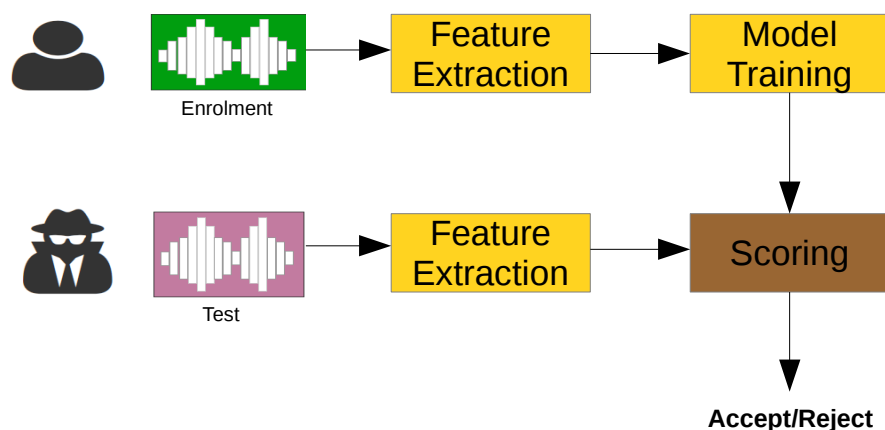 Feature
Extraction
Model
Training
Enrolment
Feature
Extraction
Scoring
Test
Accept/Reject